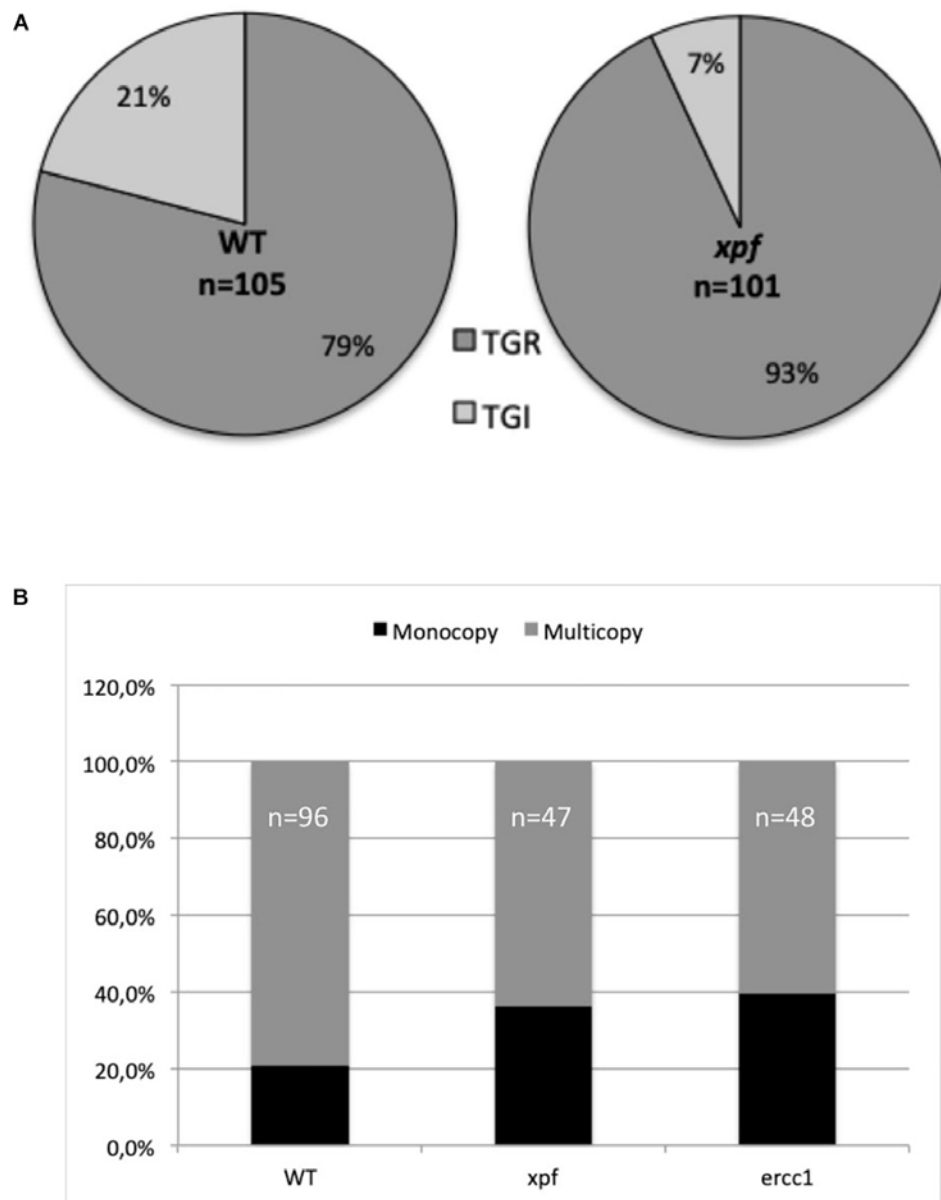 A
21%
WT
n=105
79%
7%
xpf
n=101
93%
TGR
TGI
B
Monocopy Multicopy
120,0%
100,0%
80,0%
60,0%
40,0%
20,0%
0,0%
n=96 n=47 n=48
WT xpf ercc1